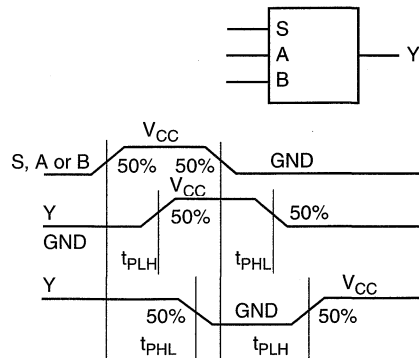 S
A
Y
B
V_CC
S, A or B
50%
50%
GND
V_CC
Y
50%
50%
GND
t_PLH
t_PHL
Y
V_CC
50%
GND
50%
t_PHL
t_PLH